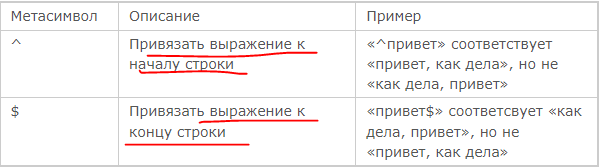 Метасимвол Описание Пример
^ Привязать выражение к «^привет» соответствует
началу строки «привет, как дела», но не
«как дела, привет»
$ Привязать выражение к «привет$» соответсвует «как
концу строки дела, привет», но не
«привет, как дела»